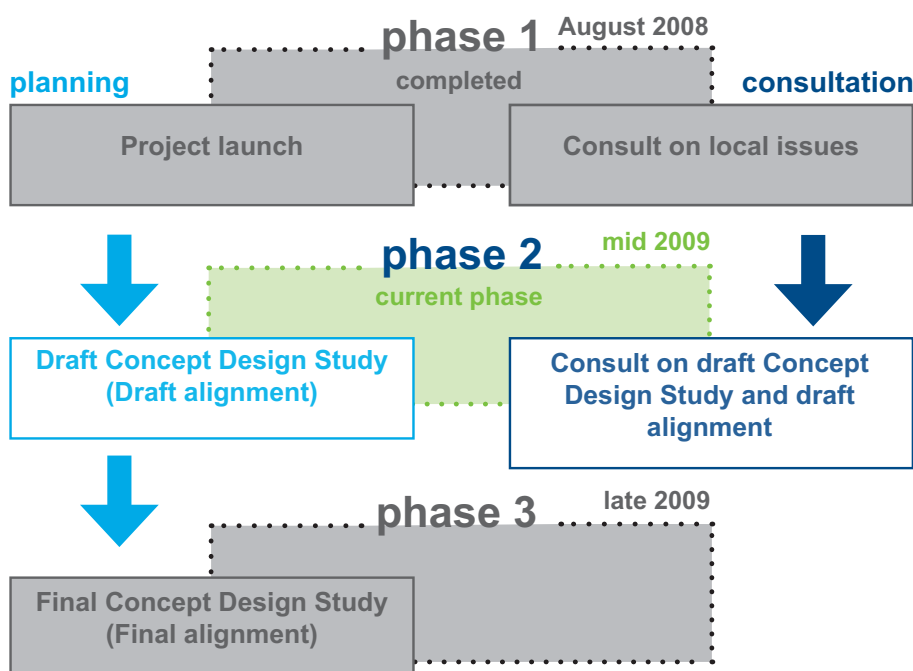 phase 1
August 2008
completed
planning
consultation
Project launch
Consult on local issues
phase 2
mid 2009
current phase
Draft Concept Design Study
(Draft alignment)
Consult on draft Concept
Design Study and draft
alignment
phase 3
late 2009
Final Concept Design Study
(Final alignment)